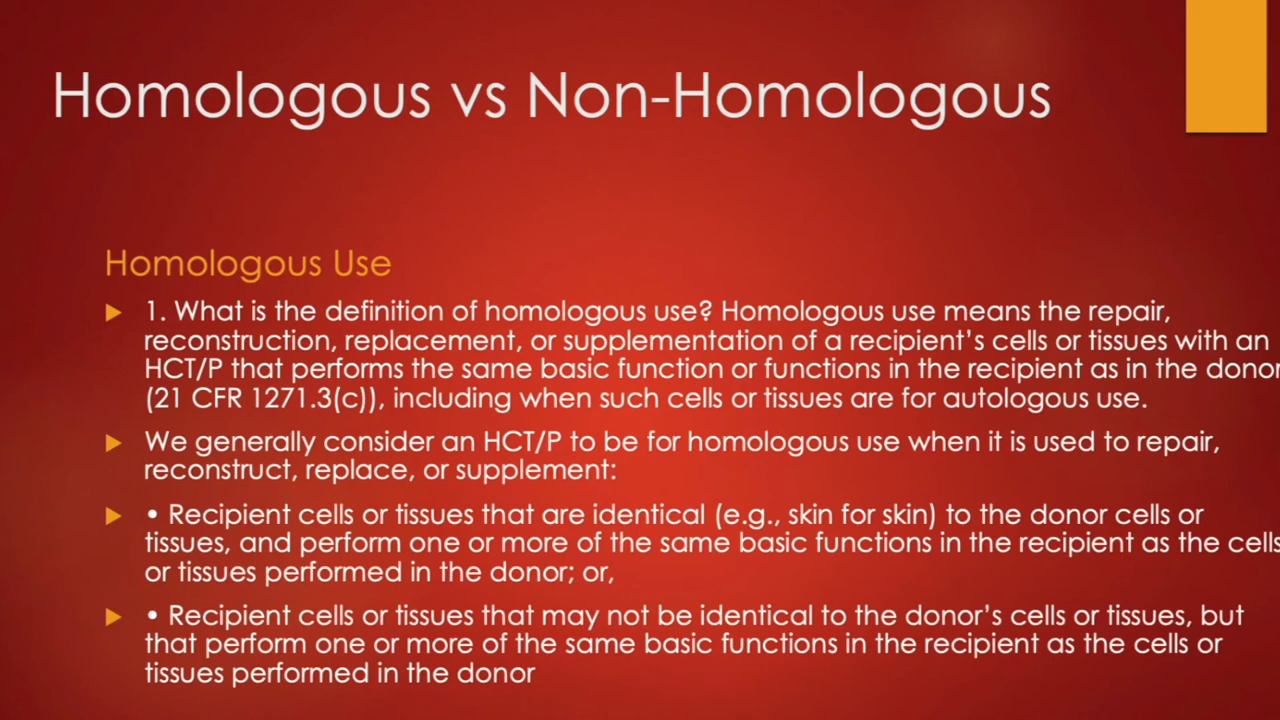 Homologous vs Non-Homologous
Homologous Use
1. What is the definition of homologous use? Homologous use means the repair,
reconstruction, replacement, or supplementation of a recipient's cells or tissues with an
HCT/P that performs the same basic function or functions in the recipient as in the donor
(21 CFR 1271.3(c)), including when such cells or tissues are for autologous use.
We generally consider an HCT/P to be for homologous use when it is used to repair,
reconstruct, replace, or supplement:
• Recipient cells or tissues that are identical (e.g., skin for skin) to the donor cells or
tissues, and perform one or more of the same basic functions in the recipient as the cells
or tissues performed in the donor; or,
• Recipient cells or tissues that may not be identical to the donor's cells or tissues, but
that perform one or more of the same basic functions in the recipient as the cells or
tissues performed in the donor